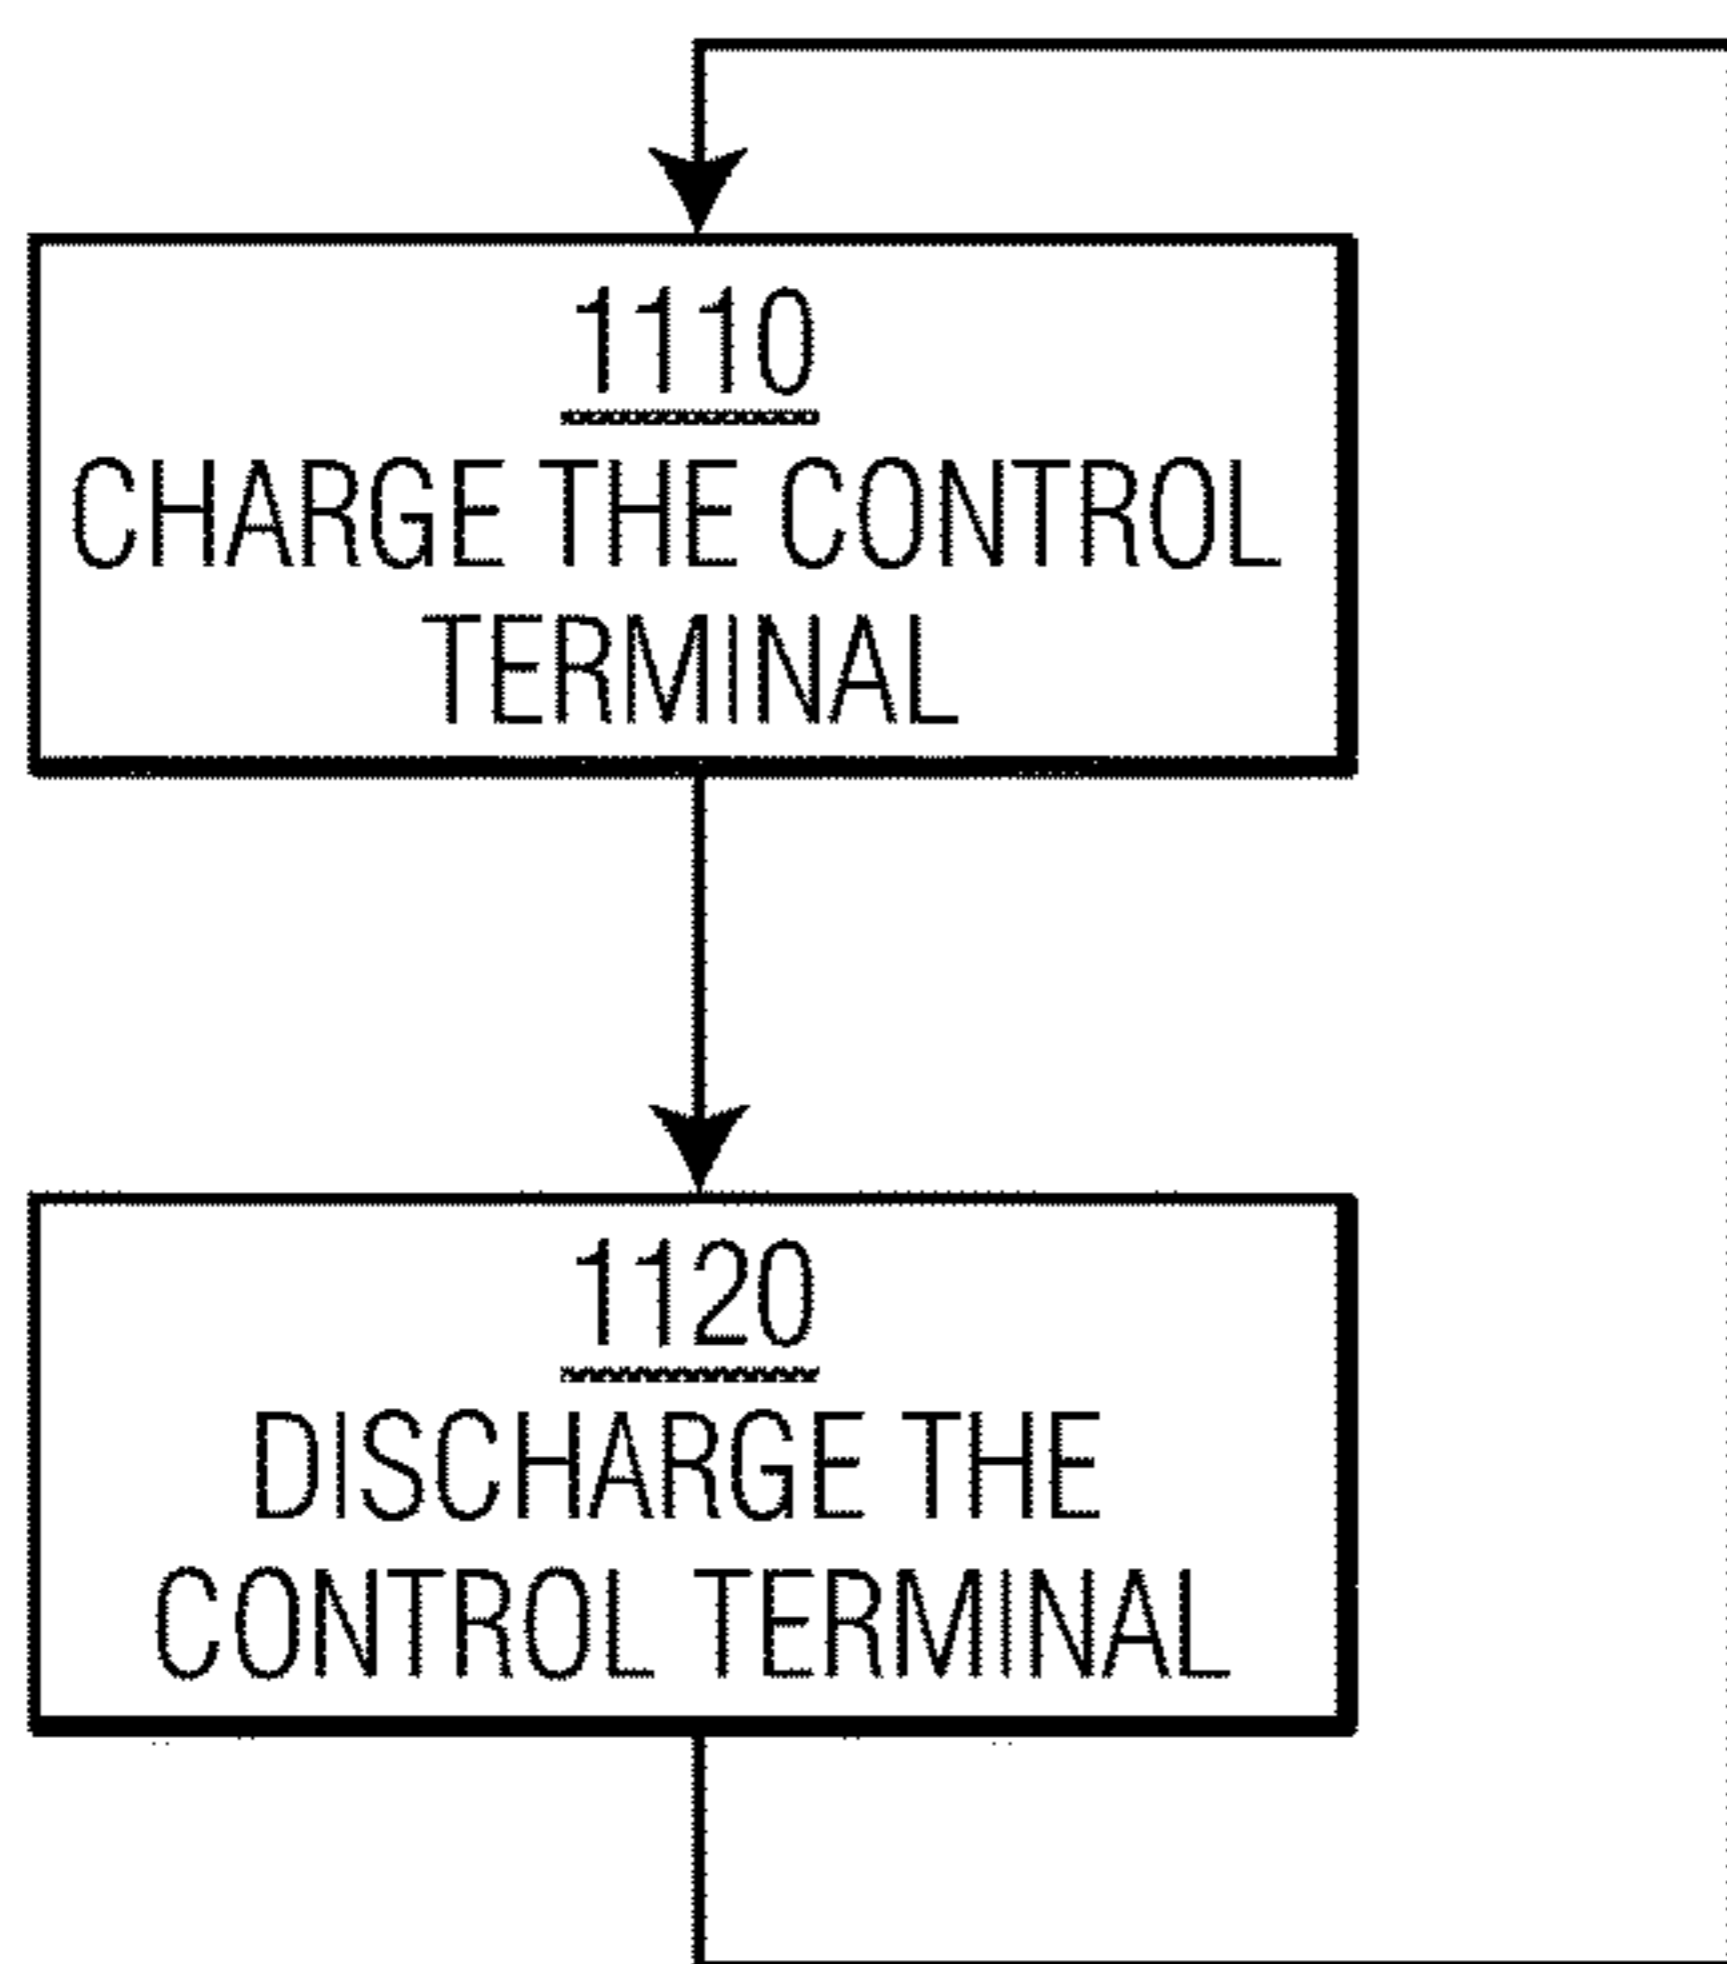 1110
CHARGE THE CONTROL
TERMINAL
1120
DISCHARGE THE
CONTROL TERMINAL